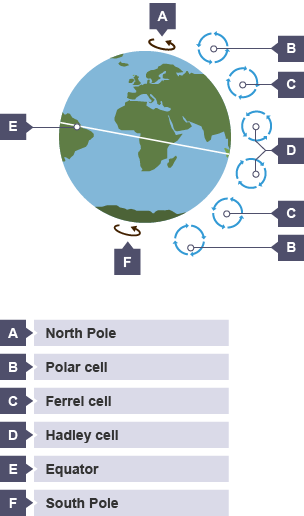 A
B
C
E
D
C
B
F
A North Pole
B Polar cell
C Ferrel cell
D Hadley cell
E Equator
F South Pole